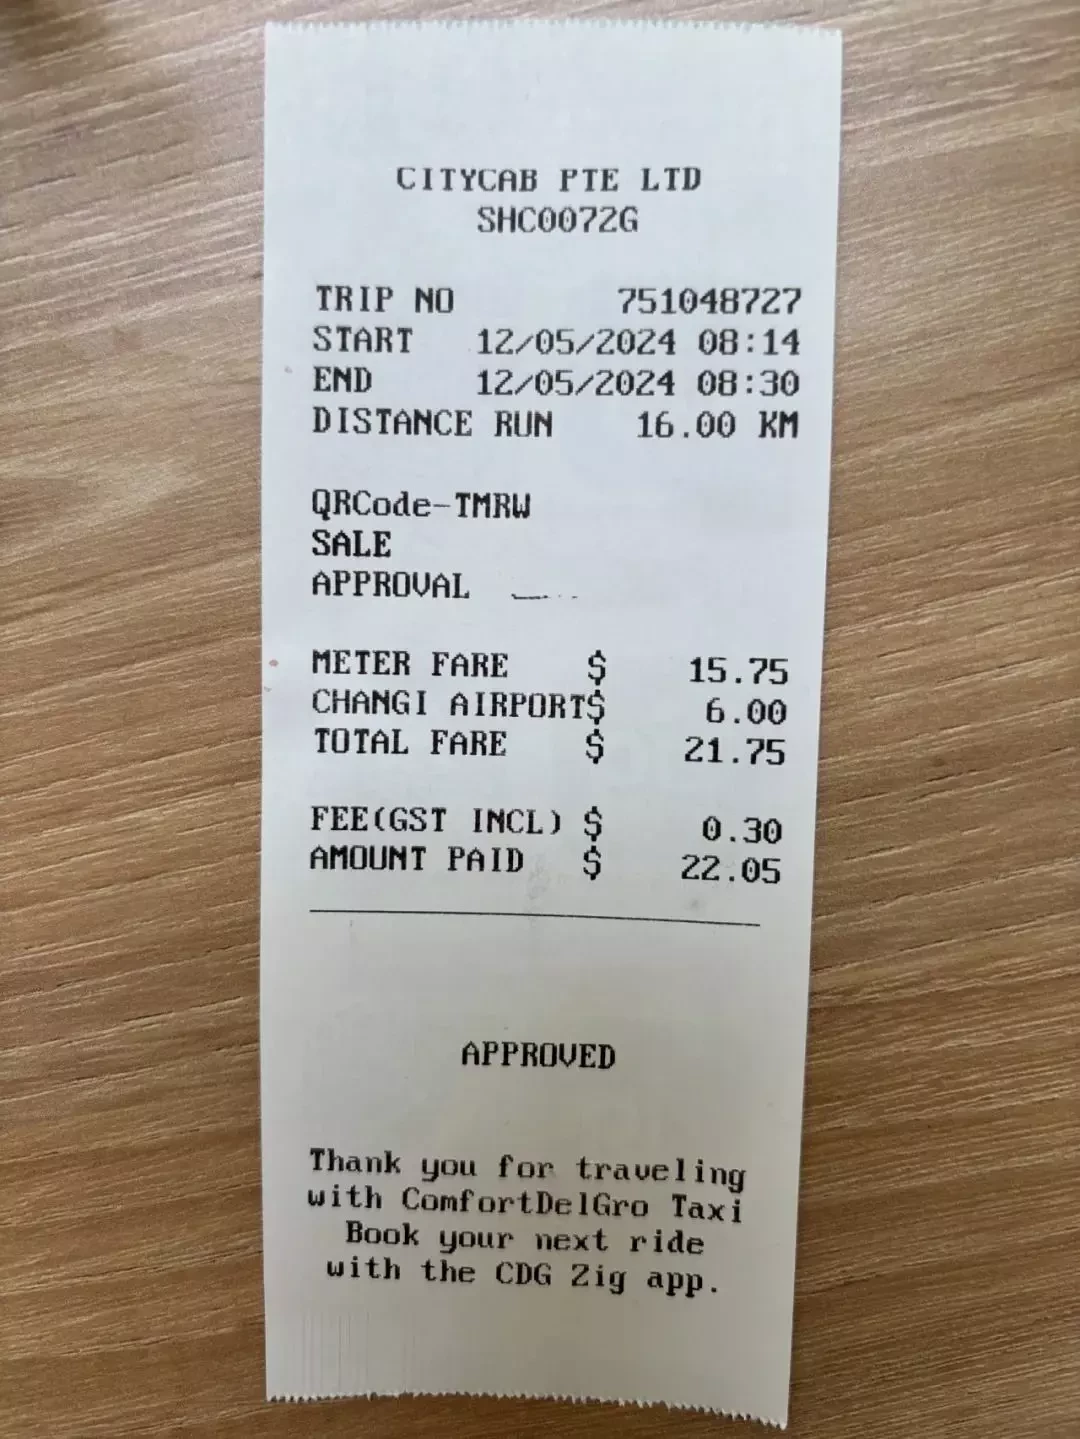 CITYCAB PTE LTD
SHC0072G
TRIP NO 751048727
START 12/05/2024 08:14
END 12/05/2024 08:30
DISTANCE RUN 16.00 KM
QRCode-TMRW
SALE
APPROVAL
METER FARE $ 15.75
CHANGI AIRPORT$ 6.00
TOTAL FARE $ 21.75
FEE(GST INCL) $ 0.30
AMOUNT PAID $ 22.05
APPROVED
Thank you for traveling
with ComfortDelGro Taxi
Book your next ride
with the CDG Zig app.